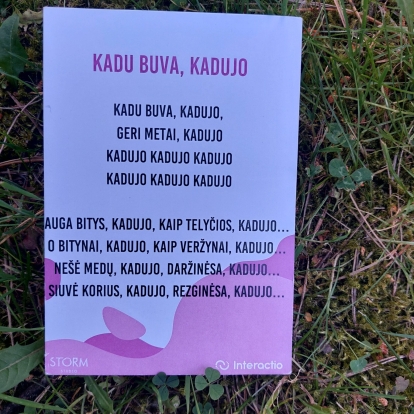 KADU BUVA, KADUJO
KADU BUVA, KADUJO,
GERI METAI, KADUJO
KADUJO KADUJO KADUJO
KADUJO KADUJO KADUJO
AUGA BITYS, KADUJO, KAIP TELYČIOS, KADUJO...
O BITYNAI, KADUJO, KAIP VERŽYNAI, KADUJO...
NEŠĖ MEDŲ, KADUJO, DARŽINĖSA, KADUJO...
SIUVĖ KORIUS, KADUJO, REZGINĖSA, KADUJO...
STORM
Interactio